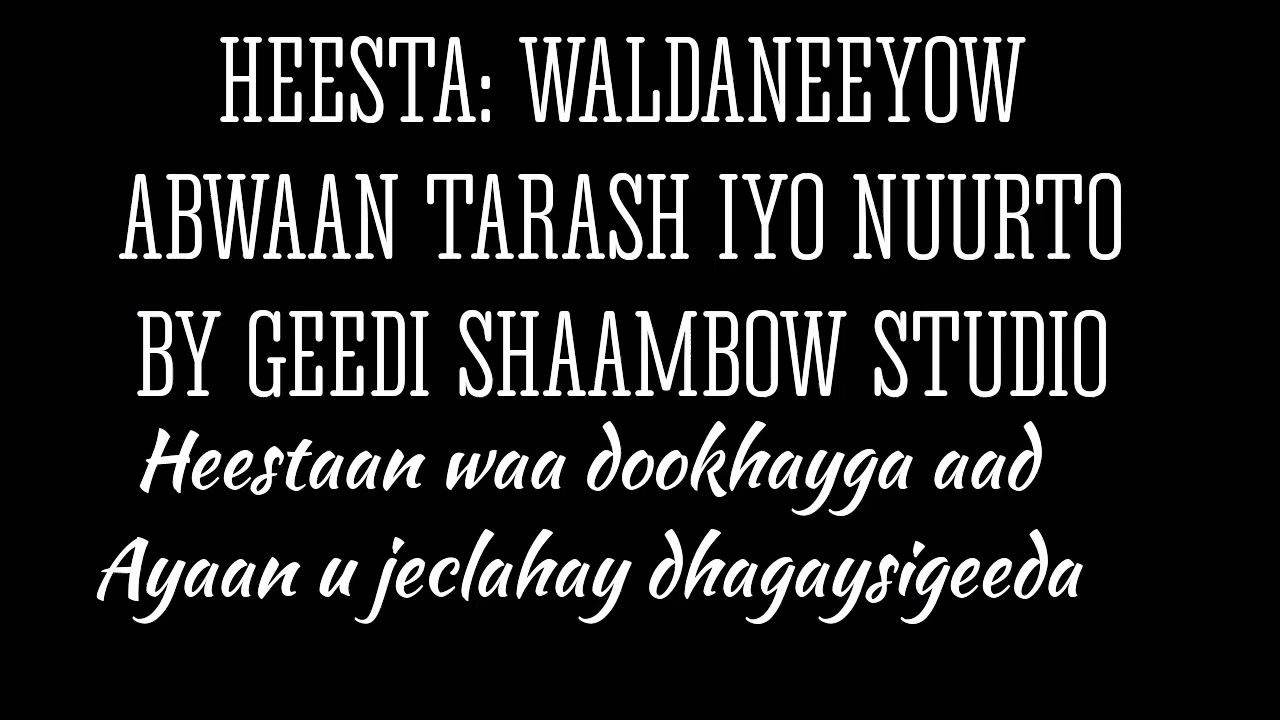 HEESTA: WALDANEEYOW
ABWAAN TARASH IYO NUURTO
BY GEEDI SHAAMBOW STUDIO
Heestaan waa dookhayga aad
Ayaan u jeclahay dhagaysigeeda